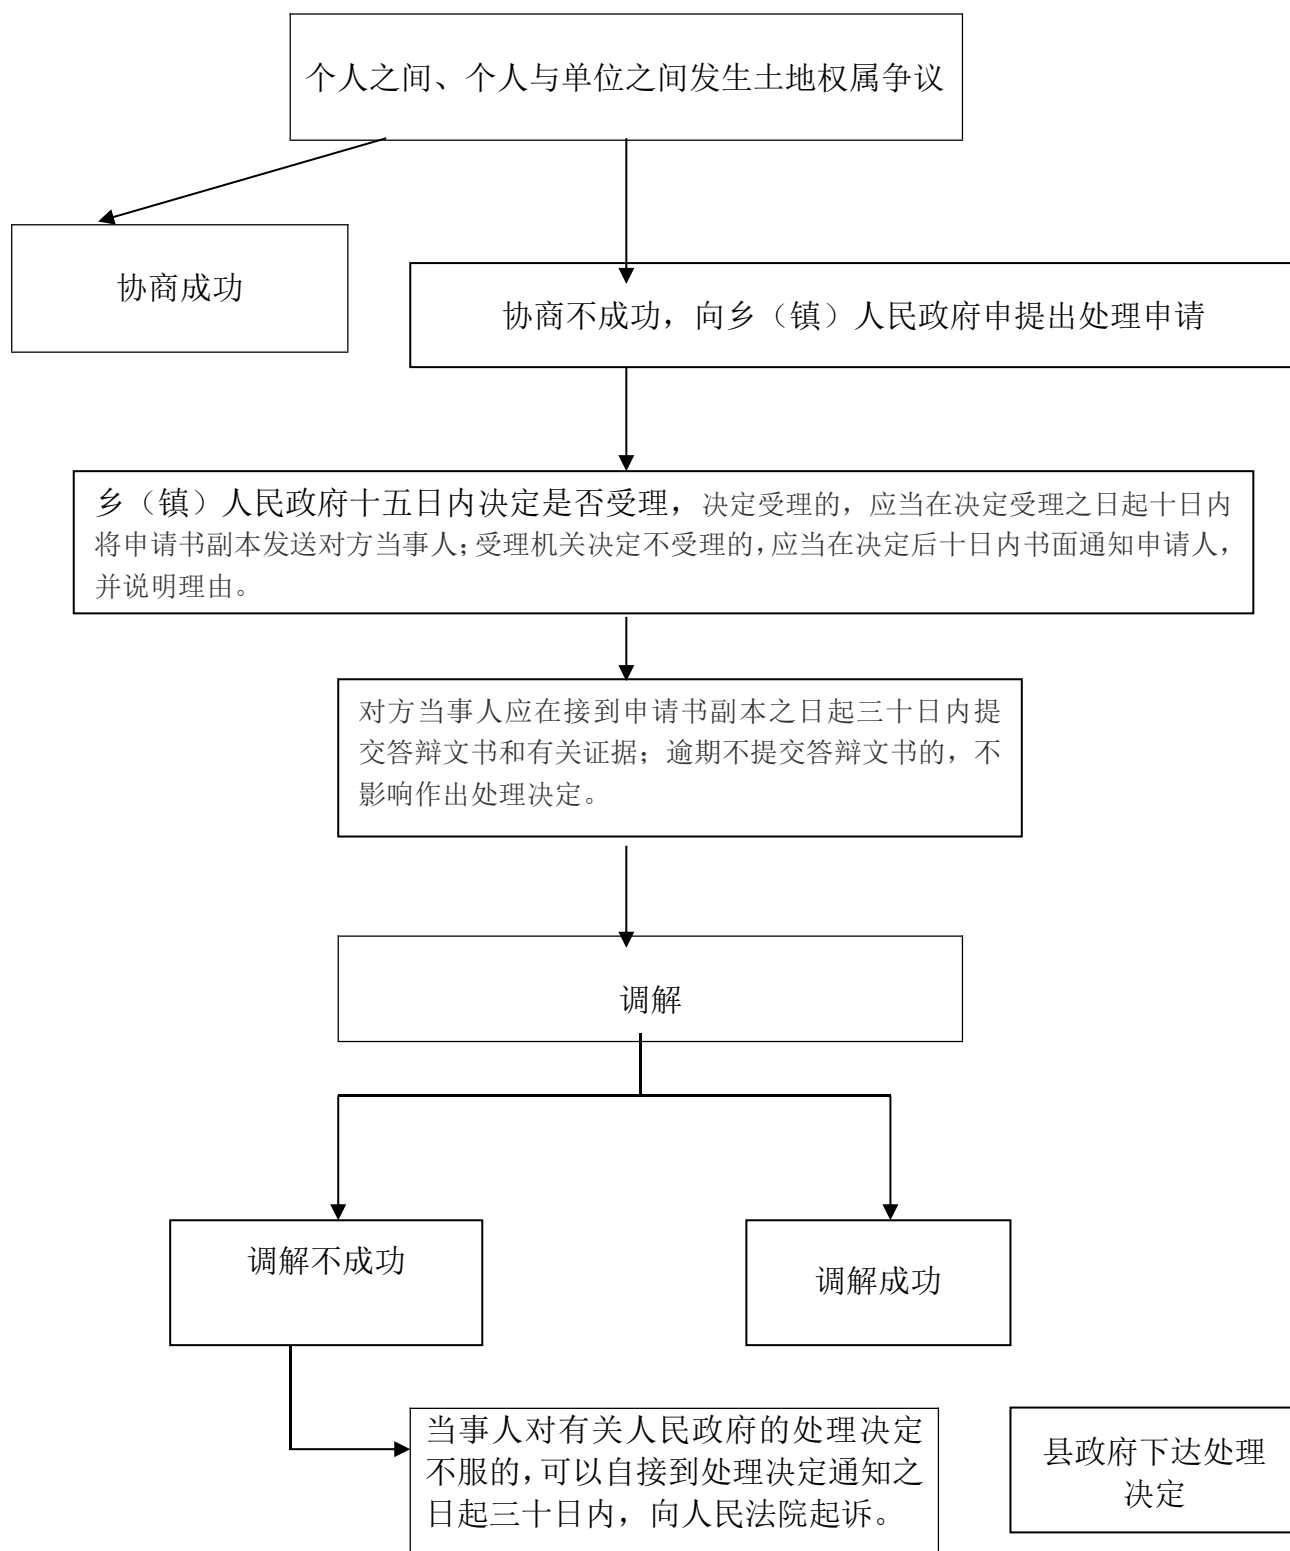 个人之间、个人与单位之间发生土地权属争议
协商成功
协商不成功，向乡（镇）人民政府申提出处理申请
乡（镇）人民政府十五日内决定是否受理，决定受理的，应当在决定受理之日起十日内
将申请书副本发送对方当事人；受理机关决定不受理的，应当在决定后十日内书面通知申请人，
并说明理由。
对方当事人应在接到申请书副本之日起三十日内提
交答辩文书和有关证据；逾期不提交答辩文书的，不
影响作出处理决定。
调解
调解不成功
调解成功
当事人对有关人民政府的处理决定
不服的，可以自接到处理决定通知之
日起三十日内，向人民法院起诉。
县政府下达处理
决定